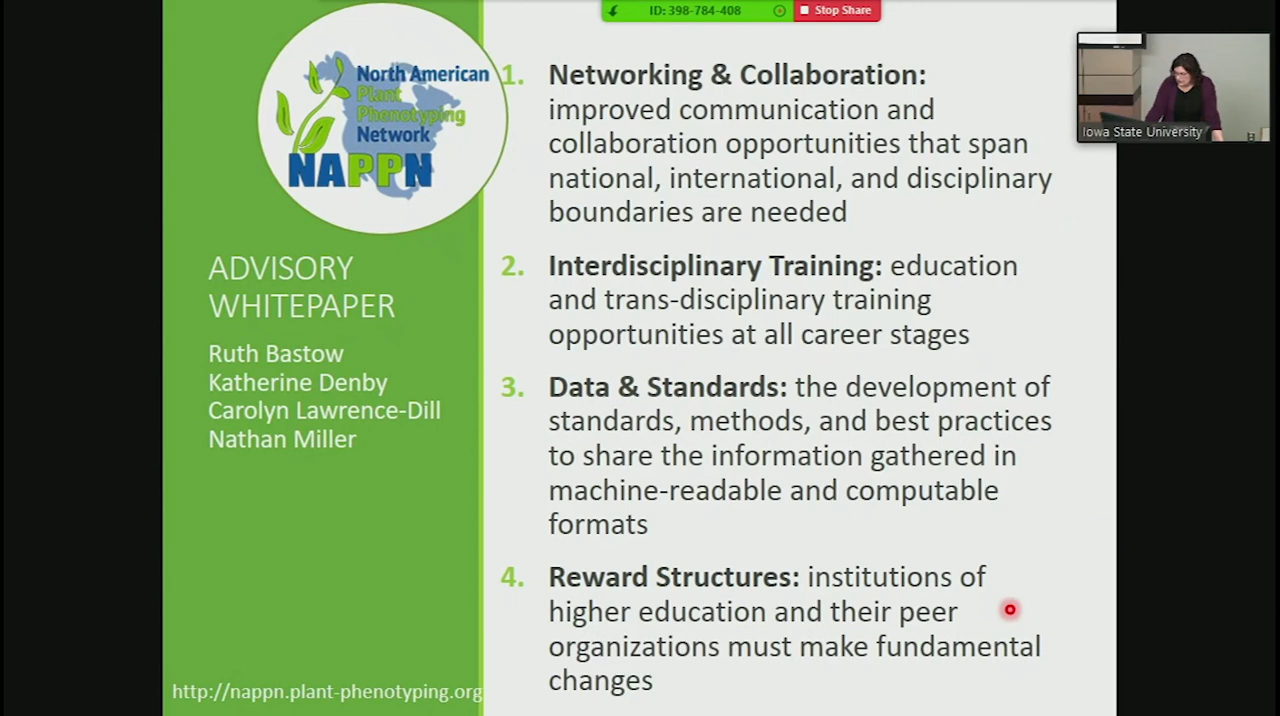 ID: 398-784-408
Stop Share
North American
Plant
Phenotyping
Network
NAPPN
ADVISORY
WHITEPAPER
Ruth Bastow
Katherine Denby
Carolyn Lawrence-Dill
Nathan Miller
http://nappn.plant-phenotyping.org
1. Networking & Collaboration:
improved communication and
collaboration opportunities that span
national, international, and disciplinary
boundaries are needed
2. Interdisciplinary Training: education
and trans-disciplinary training
opportunities at all career stages
3. Data & Standards: the development of
standards, methods, and best practices
to share the information gathered in
machine-readable and computable
formats
4. Reward Structures: institutions of
higher education and their peer
organizations must make fundamental
changes
Iowa State University